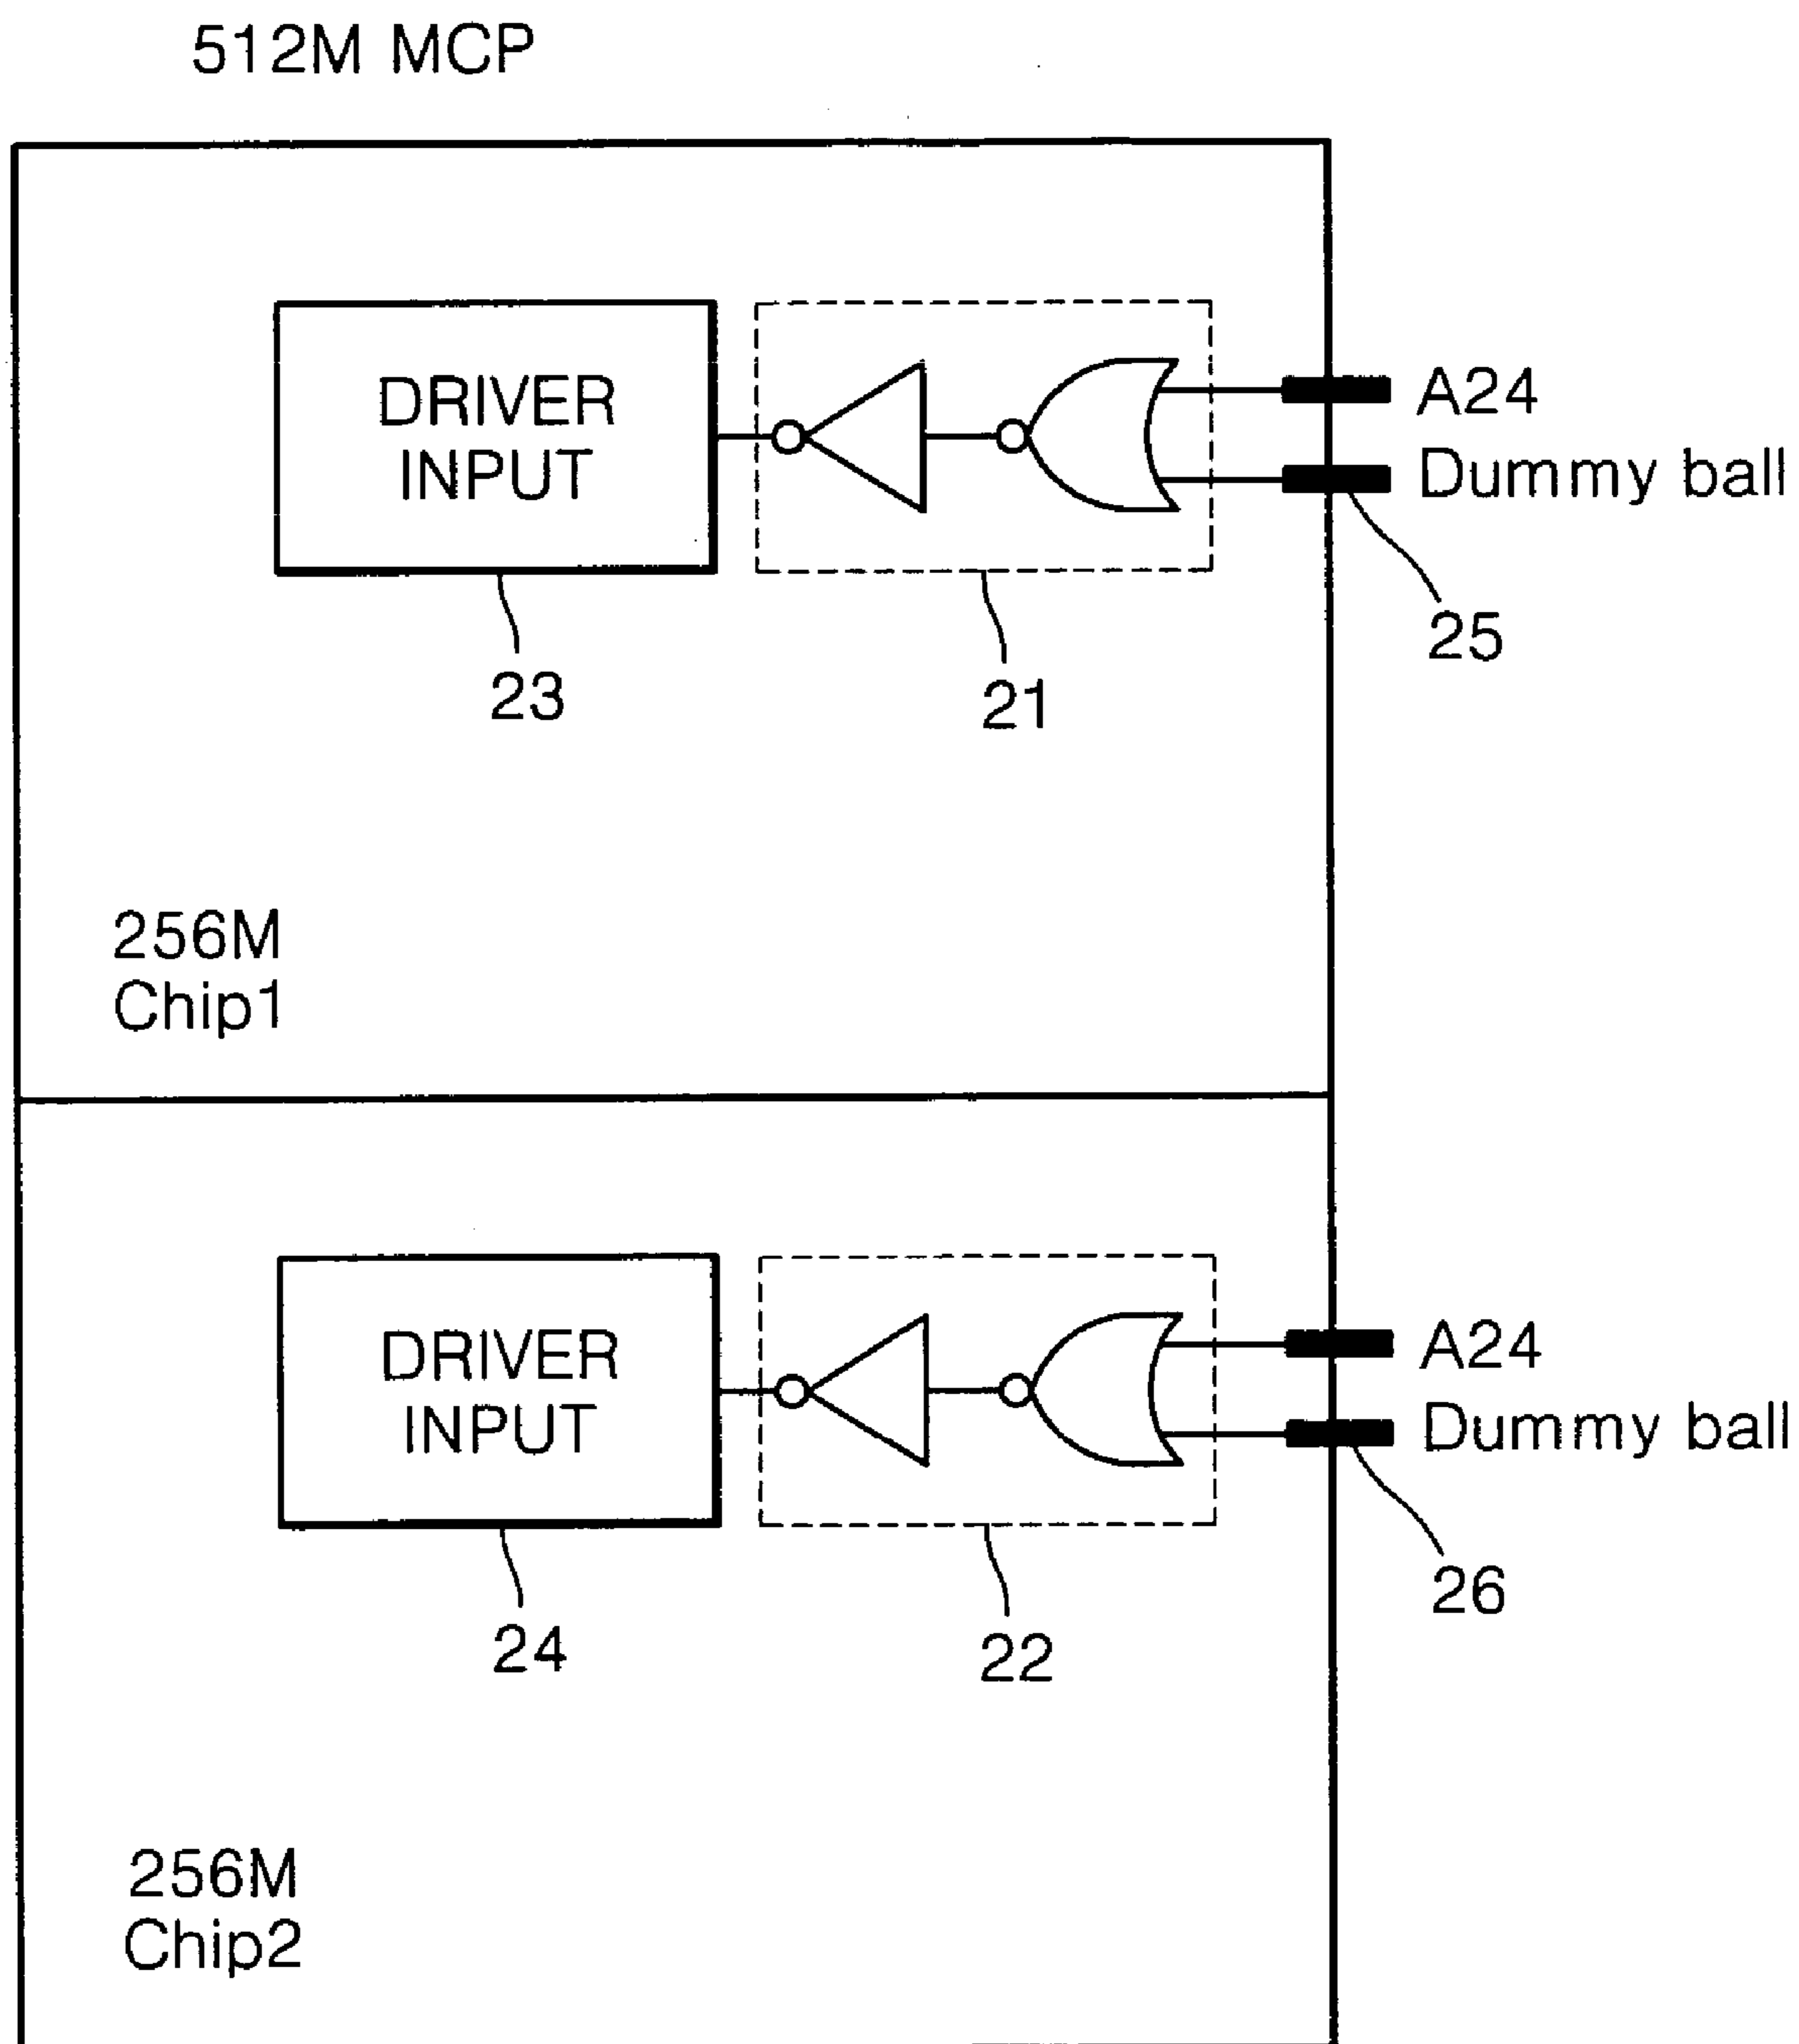 512M MCP
DRIVER
INPUT
A24
Dummy ball
25
23
21
256M
Chip1
DRIVER
INPUT
A24
Dummy ball
26
24
22
256M
Chip2